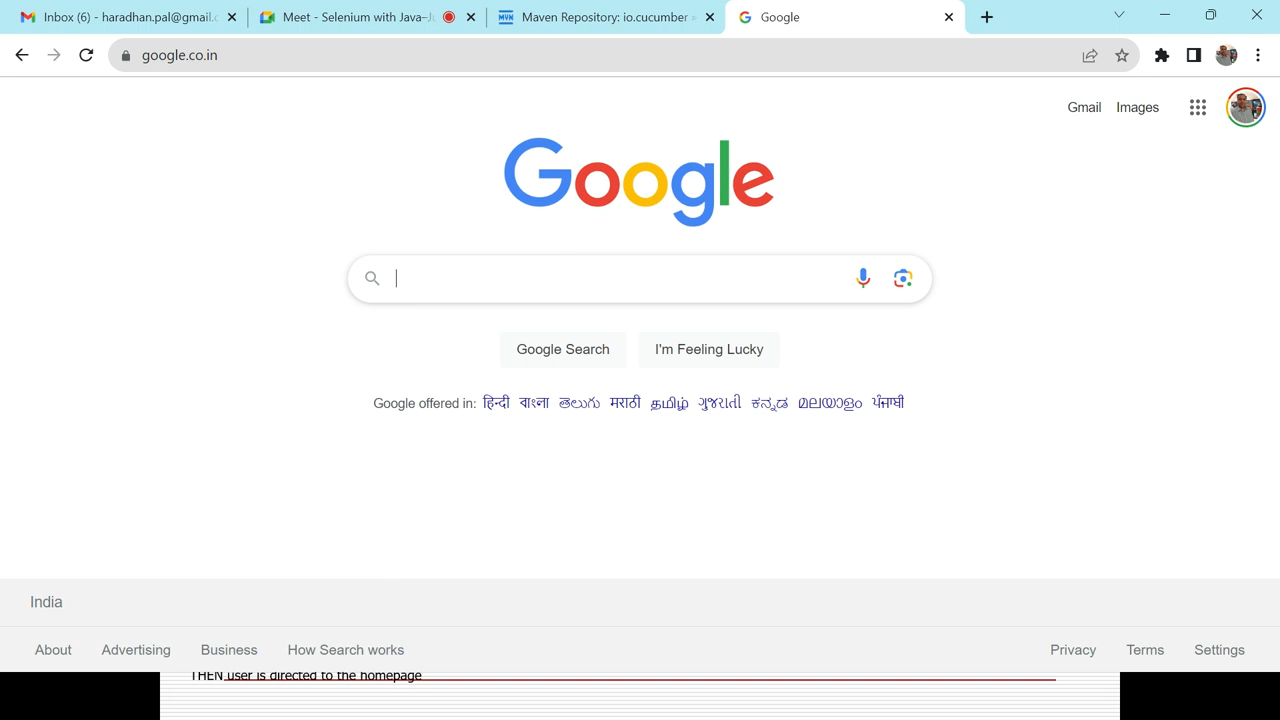 Inbox (6) - haradhan.pal@gmail.c
Meet - Selenium with Java-J
MVN Maven Repository: io.cucumber »
Google
google.co.in
Gmail Images
Google
Google Search I'm Feeling Lucky
Google offered in: हिन्दी বাংলা తెలుగు मराठी தமிழ் ગુજરાતી ಕನ್ನಡ മലയാളം ਪੰਜਾਬੀ
India
About Advertising Business How Search works Privacy Terms Settings
THEN user is directed to the homepage